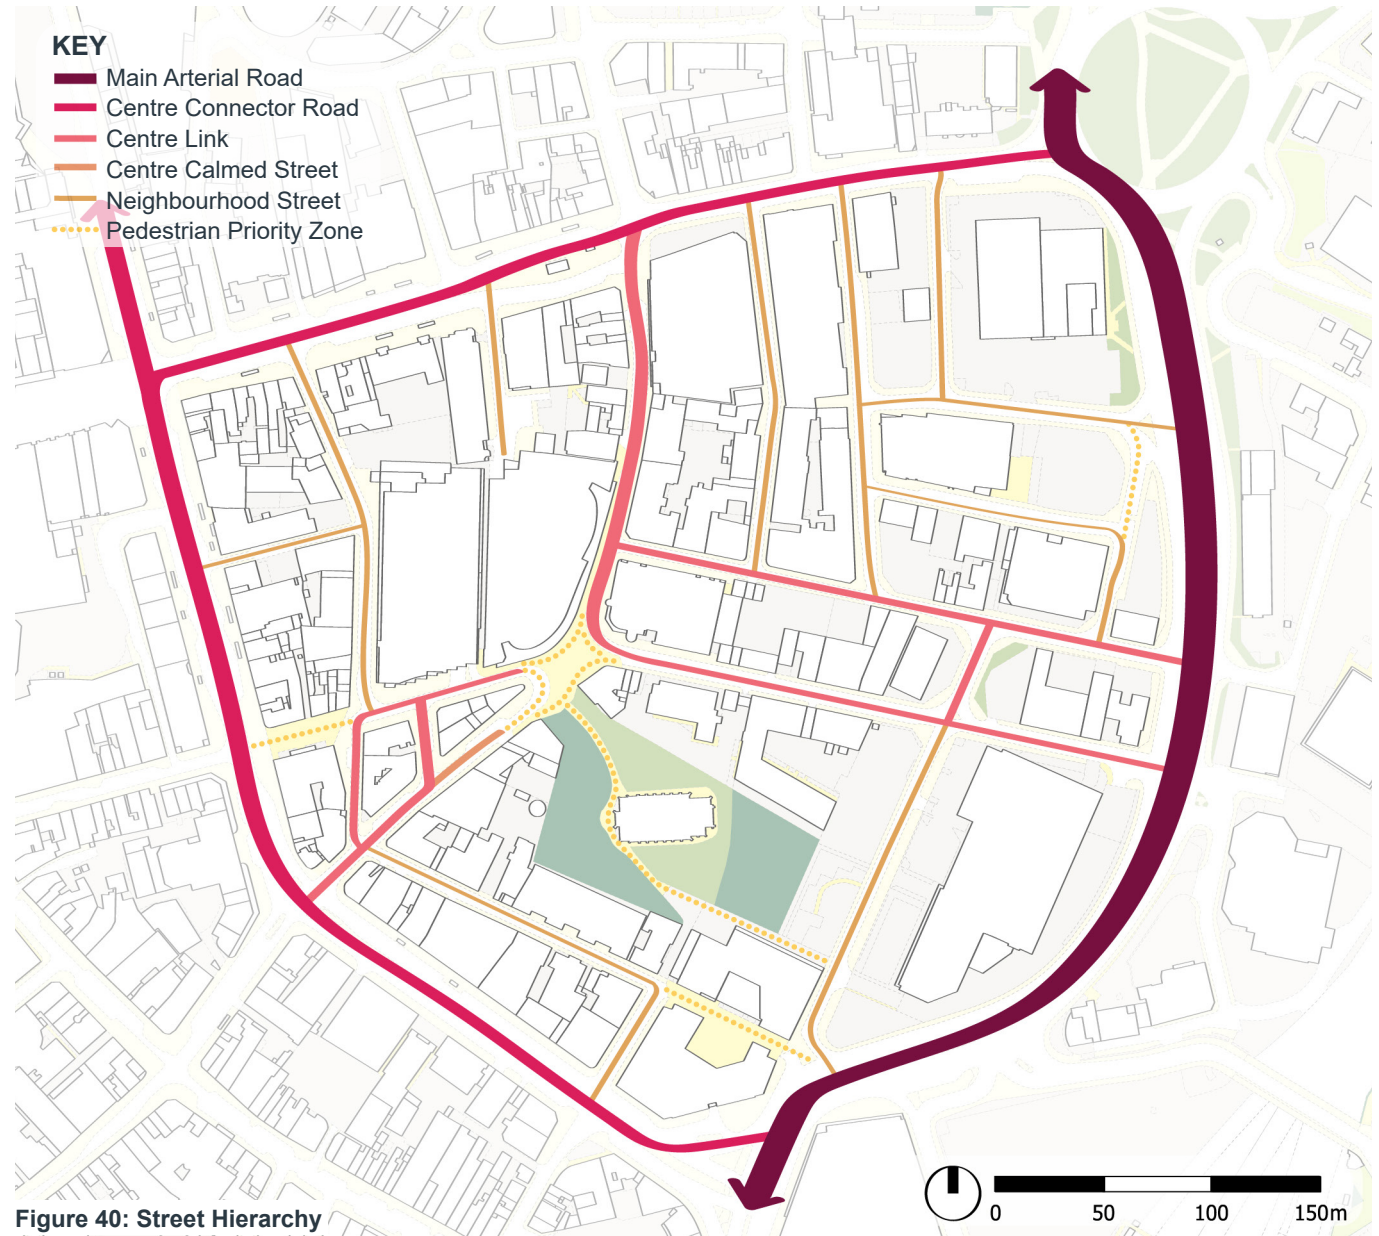 KEY
Main Arterial Road
Centre Connector Road
Centre Link
Centre Calmed Street
Neighbourhood Street
Pedestrian Priority Zone
0 50 100 150m
Figure 40: Street Hierarchy